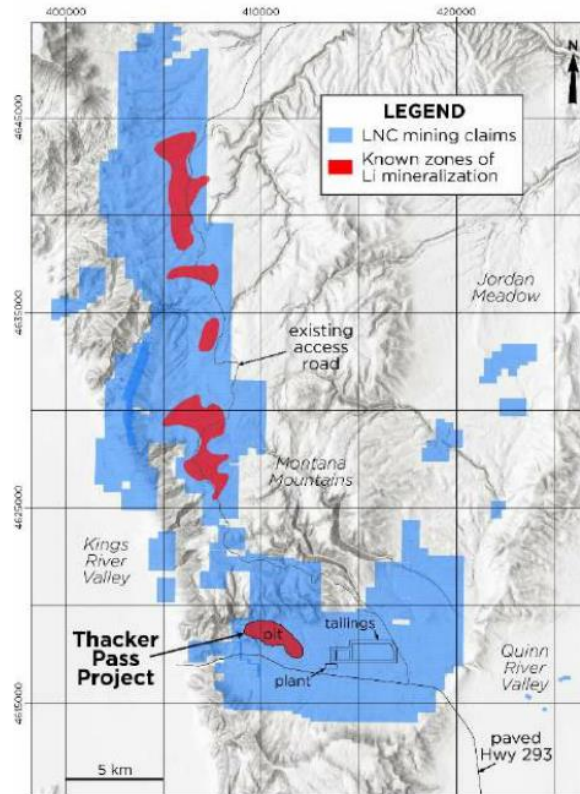 400000
410000
420000
N
4645000
LEGEND
LNC mining claims
Known zones of
Li mineralization
Jordan
Meadow
4635000
existing
access
road
Montana
Mountains
4625000
Kings
River
Valley
Thacker
Pass
Project
pit
tallings
plant
Quinn
River
Valley
4615000
paved
Hwy 293
5 km